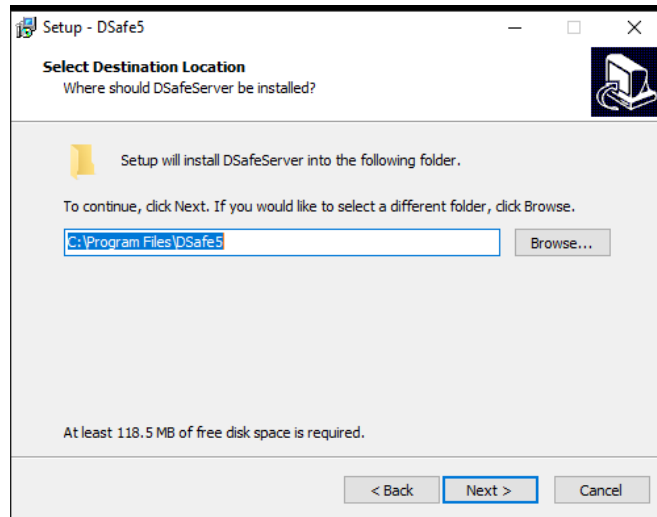 Setup - DSafe5
Select Destination Location
Where should DSafeServer be installed?
Setup will install DSafeServer into the following folder.
To continue, click Next. If you would like to select a different folder, click Browse.
C:\Program Files\DSafe5
Browse...
At least 118.5 MB of free disk space is required.
< Back
Next >
Cancel